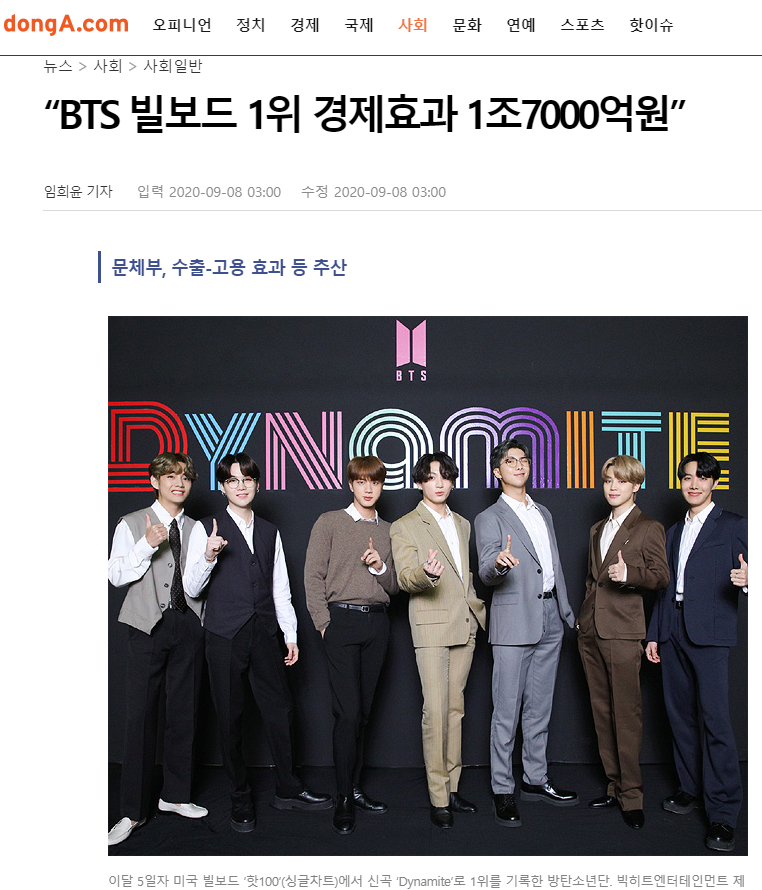 dongA.com 오피니언 정치 경제 국제 사회 문화 연예 스포츠 핫이슈
뉴스 > 사회 > 사회일반
“BTS 빌보드 1위 경제효과 1조7000억원”
임희윤 기자 입력 2020-09-08 03:00 수정 2020-09-08 03:00
문체부, 수출-고용 효과 등 추산
BTS
DYNAMITE
이달 5일자 미국 빌보드 ‘핫100’(싱글차트)에서 신곡 ‘Dynamite’로 1위를 기록한 방탄소년단. 빅히트엔터테인먼트 제